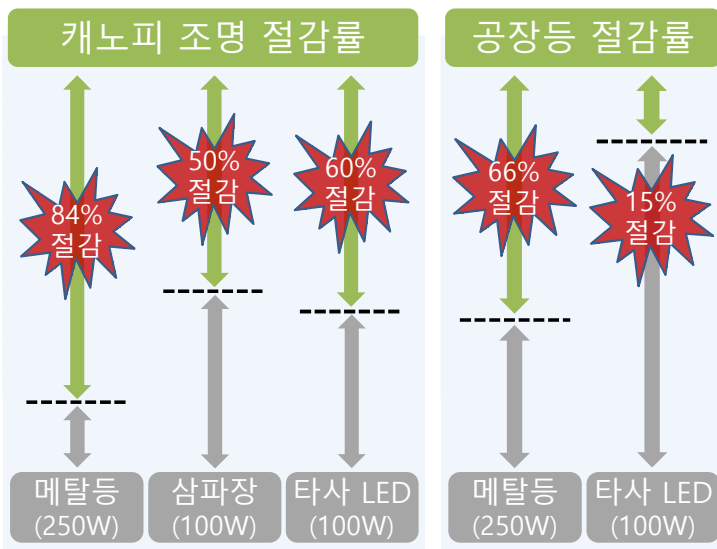 캐노피 조명 절감률
84%
절감
50%
절감
60%
절감
메탈등
(250W)
삼파장
(100W)
타사 LED
(100W)
공장등 절감률
66%
절감
15%
절감
메탈등
(250W)
타사 LED
(100W)